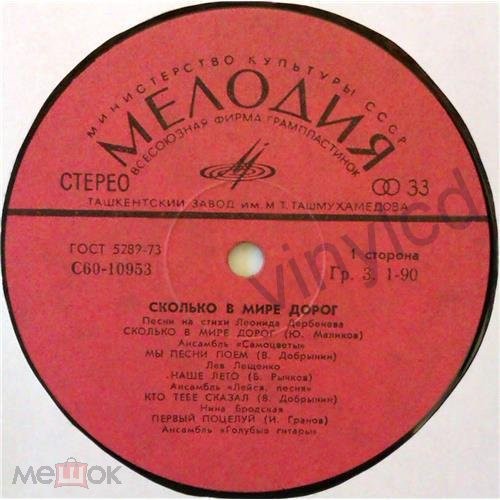 МИНИСТЕРСТВО КУЛЬТУРЫ СССР
МЕЛОДИЯ
ВСЕСОЮЗНАЯ ФИРМА ГРАМПЛАСТИНОК
СТЕРЕО
33
ТАШКЕНТСКИЙ ЗАВОД ИМ. М. Т. ТАШМУХАМЕДОВА
ГОСТ 5289-73
С60-10953
1 сторона
Гр. 3. 1-90
СКОЛЬКО В МИРЕ ДОРОГ
Песни на стихи Леонида Дербенева
СКОЛЬКО В МИРЕ ДОРОГ (Ю. Маликов)
Ансамбль «Самоцветы»
МЫ ПЕСНИ ПОЕМ (В. Добрынин)
Лев Лещенко
НАШЕ ЛЕТО (Б. Рычков)
Ансамбль «Лейся, песня»
КТО ТЕБЕ СКАЗАЛ (В. Добрынин)
Нина Бродская
ПЕРВЫЙ ПОЦЕЛУЙ (И. Гранов)
Ансамбль «Голубые гитары»
vinylcd
мешок